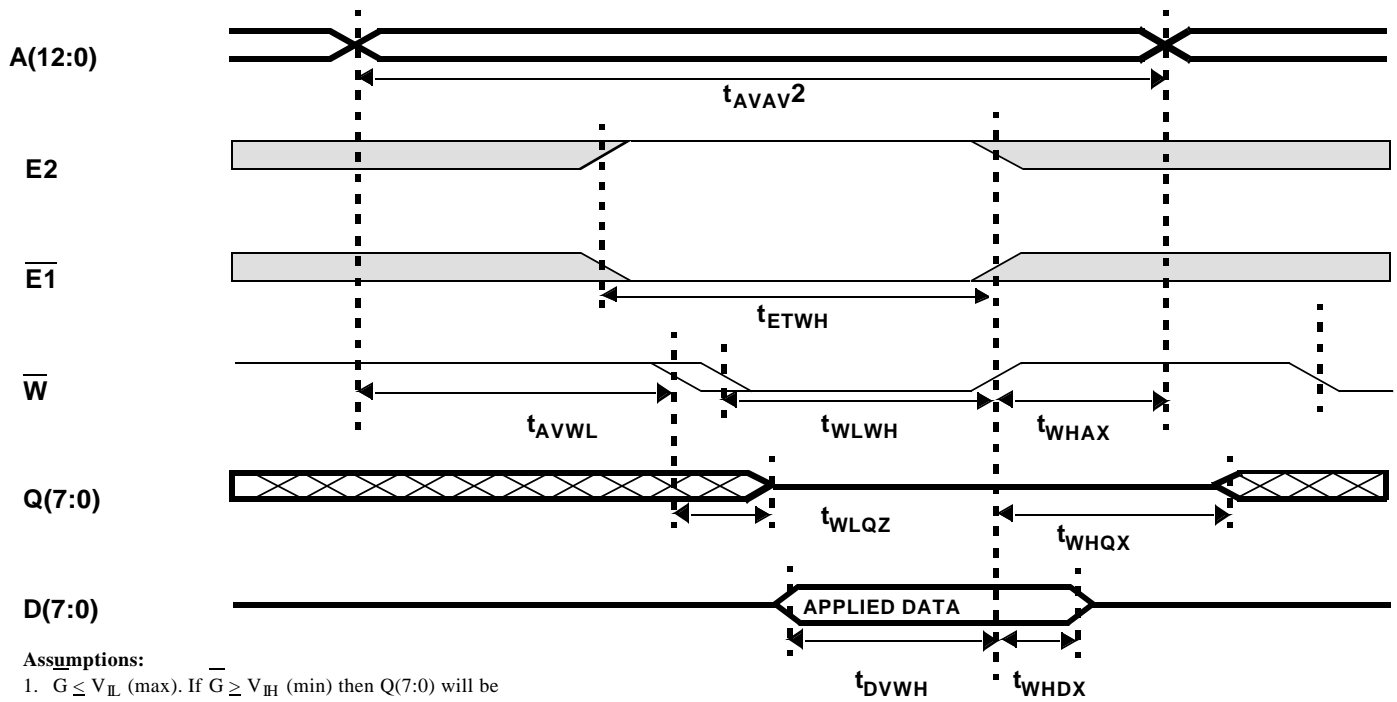 A(12:0)
tAVAV2
E2
E1
tETWH
W
tAVWL
tWLWH
tWHAX
Q(7:0)
tWLQZ
tWHQX
D(7:0)
APPLIED DATA
tDVWH
tWHDX
Assumptions:
1. G ≤ VIL (max). If G ≥ VIH (min) then Q(7:0) will be